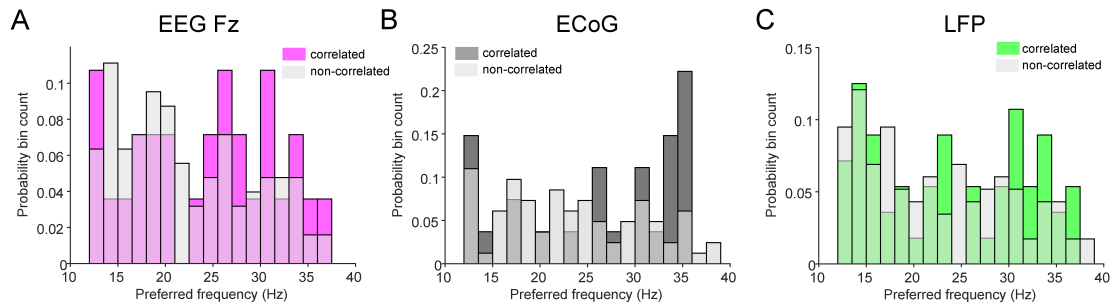 A
EEG Fz
correlated
non-correlated
Probability bin count
0.1
0.08
0.06
0.04
0.02
0
10
15
20
25
30
35
40
Preferred frequency (Hz)
B
ECoG
correlated
non-correlated
Probability bin count
0.25
0.25
0.15
0.1
0.05
0
10
15
20
25
30
35
40
Preferred frequency (Hz)
C
LFP
correlated
non-correlated
Probability bin count
0.15
0.1
0.05
0
10
15
20
25
30
35
40
Preferred frequency (Hz)